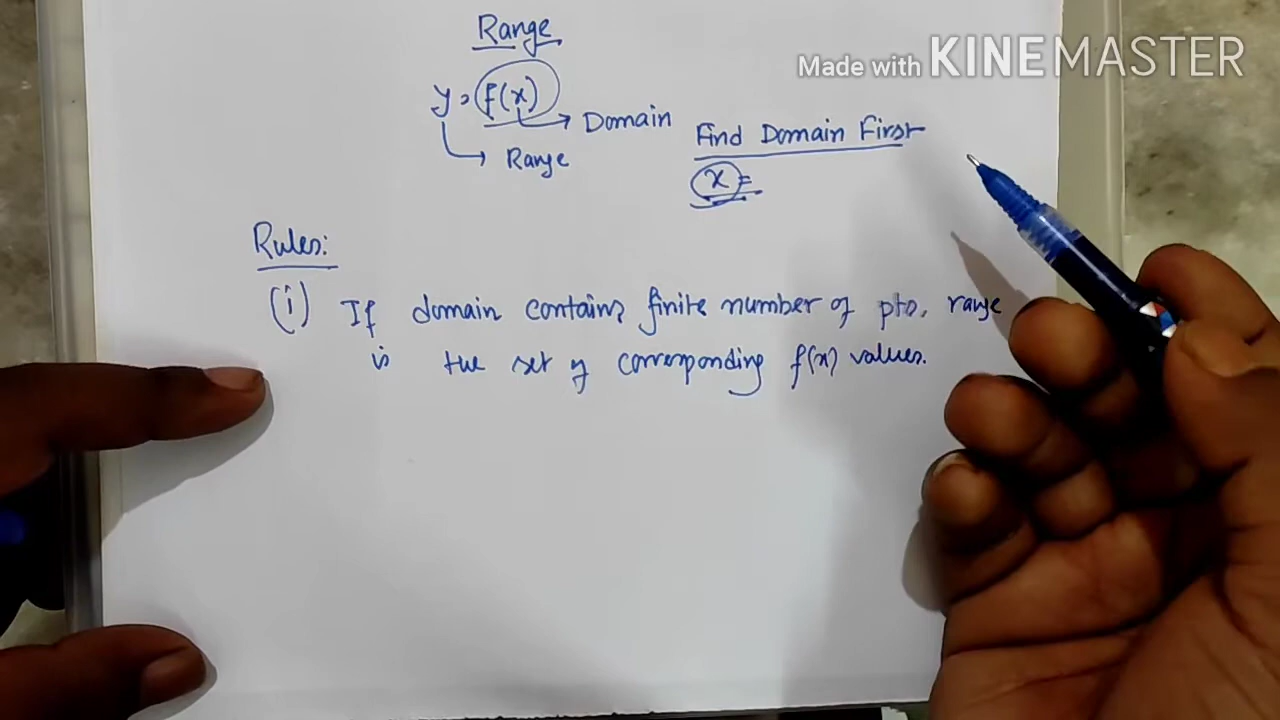 Range
Made with KINEMASTER
y = f(x)
Domain
Range
Find Domain First
x =
Rules:
(i) If domain contains finite number of pts, range
is the set of corresponding f(x) values.